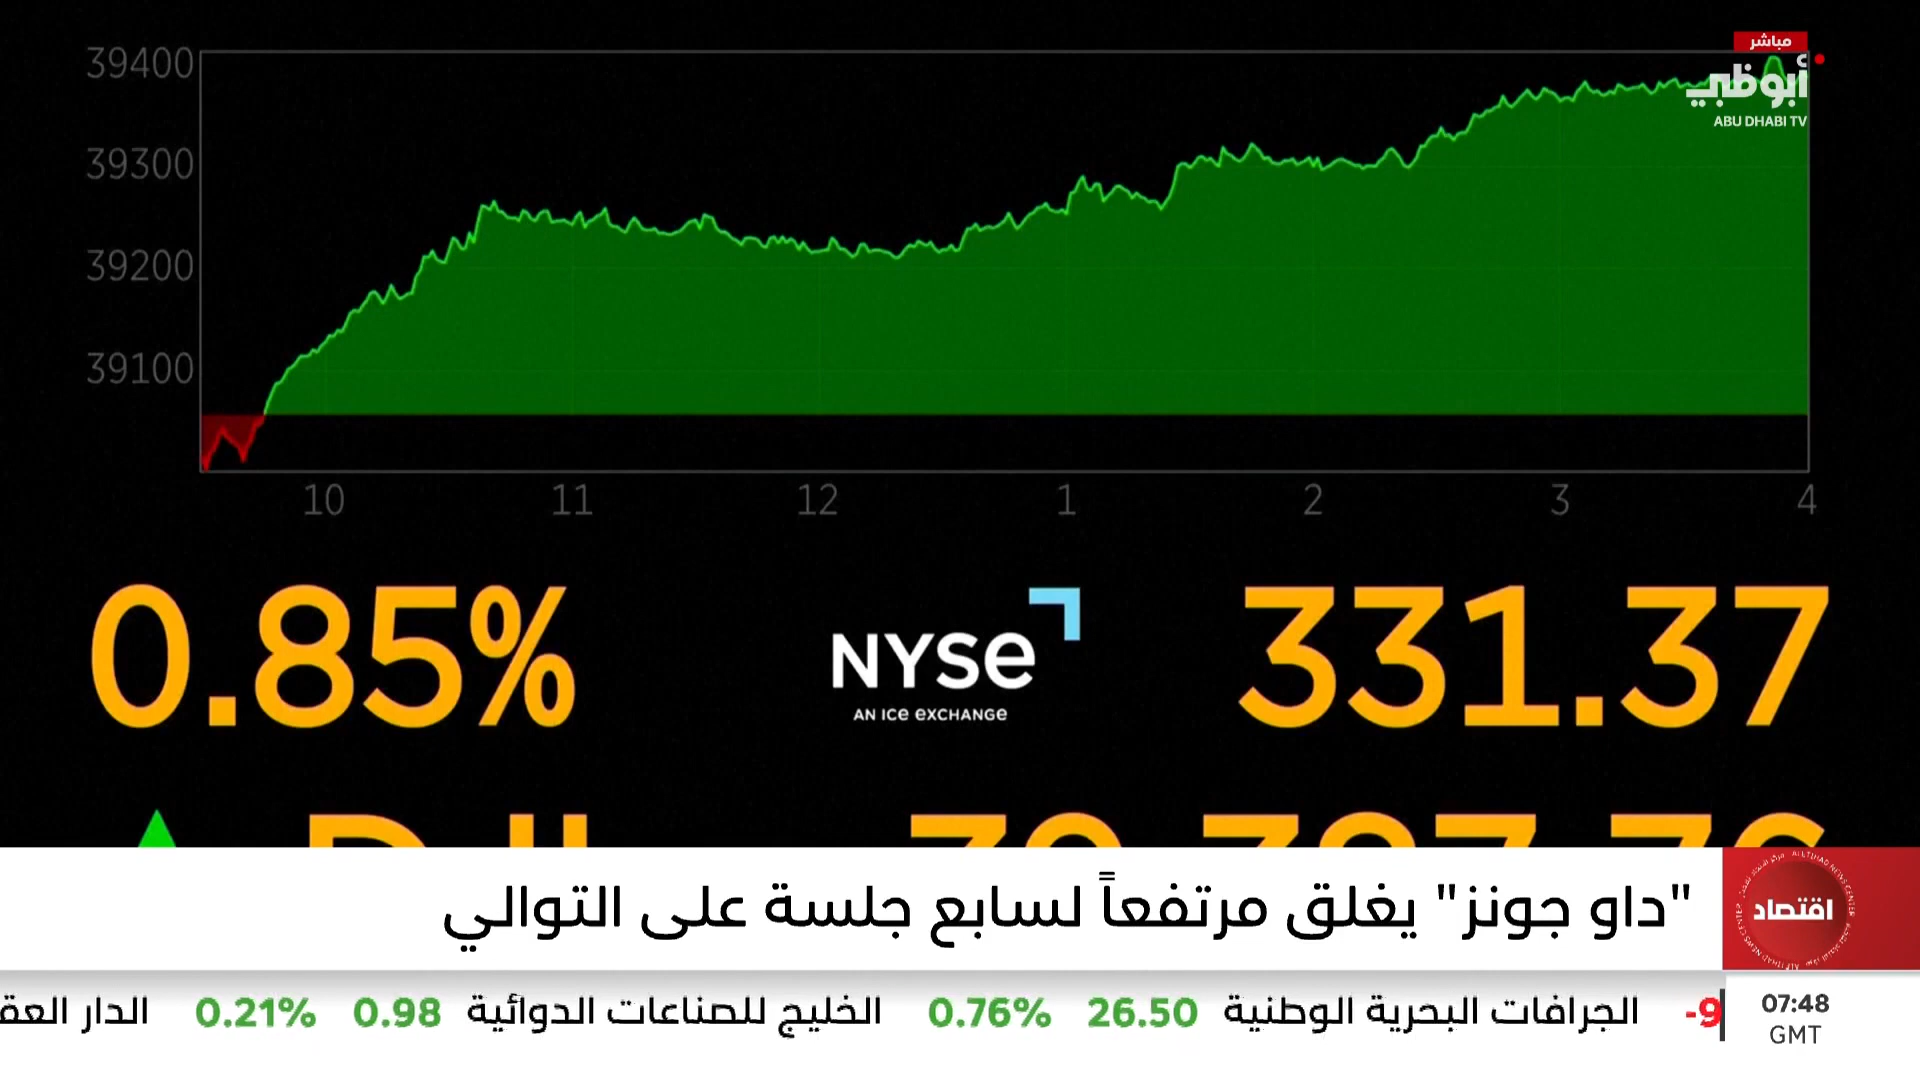 مباشر
أبوظبي
ABU DHABI TV
39400
39300
39200
39100
10 11 12 1 2 3 4
0.85% NYSE 331.37
AN ICE EXCHANGE
"داو جونز" يغلق مرتفعاً لسابع جلسة على التوالي
اقتصاد
-9 الجرافات البحرية الوطنية 26.50 0.76% الخليج للصناعات الدوائية 0.98 0.21% الدار
07:48
GMT